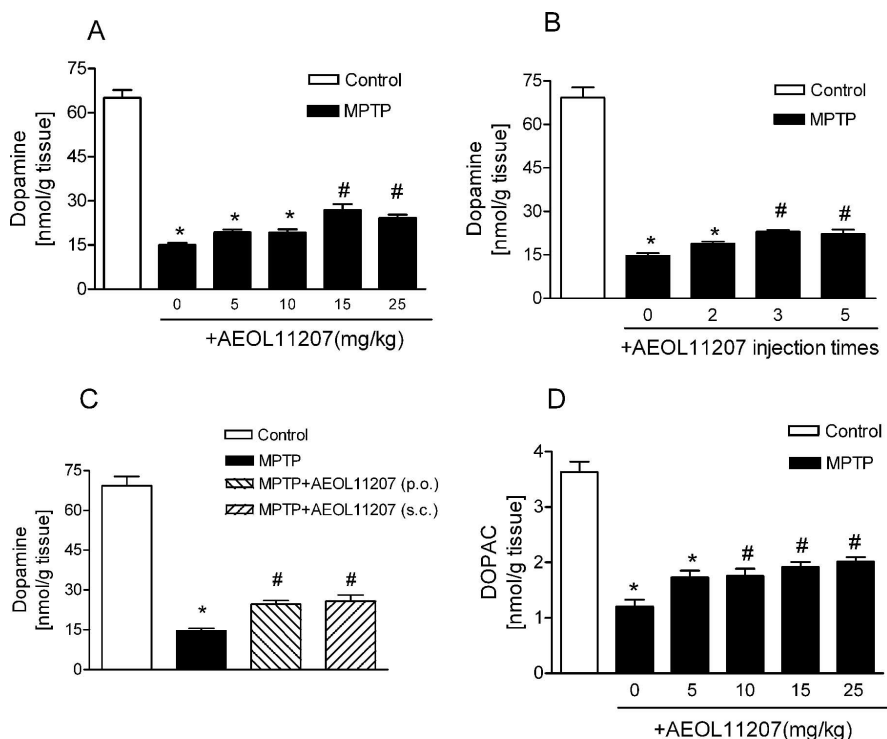 A
Control
MPTP
Dopamine
[nmol/g tissue]
75
60
45
30
15
0
* * * # #
0 5 10 15 25
+AEOL11207(mg/kg)
B
Control
MPTP
Dopamine
[nmol/g tissue]
75
60
45
30
15
0
* * # #
0 2 3 5
+AEOL11207 injection times
C
Control
MPTP
MPTP+AEOL11207 (p.o.)
MPTP+AEOL11207 (s.c.)
Dopamine
[nmol/g tissue]
75
60
45
30
15
0
* # #
D
Control
MPTP
DOPAC
[nmol/g tissue]
4
3
2
1
0
* * # # #
0 5 10 15 25
+AEOL11207(mg/kg)